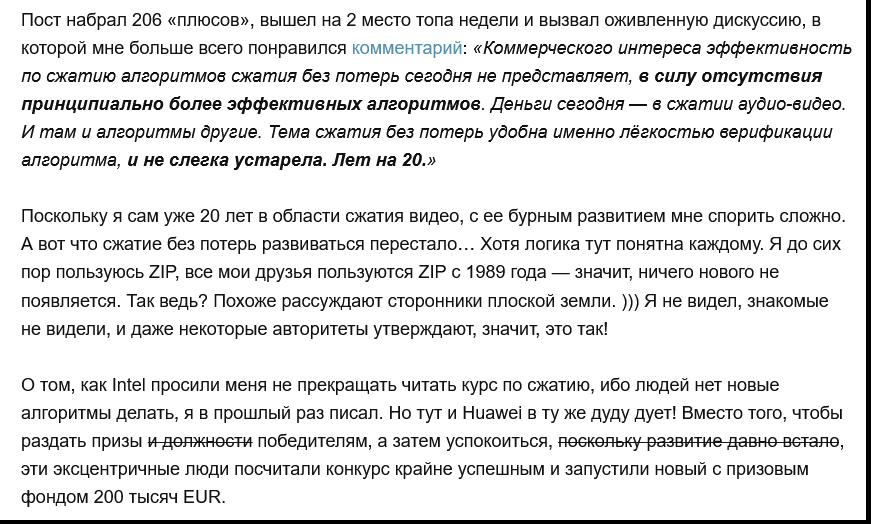 Пост набрал 206 «плюсов», вышел на 2 место топа недели и вызвал оживленную дискуссию, в
которой мне больше всего понравился комментарий: «Коммерческого интереса эффективность
по сжатию алгоритмов сжатия без потерь сегодня не представляет, в силу отсутствия
принципиально более эффективных алгоритмов. Деньги сегодня — в сжатии аудио-видео.
И там и алгоритмы другие. Тема сжатия без потерь удобна именно лёгкостью верификации
алгоритма, и не слегка устарела. Лет на 20.»
Поскольку я сам уже 20 лет в области сжатия видео, с ее бурным развитием мне спорить сложно.
А вот что сжатие без потерь развиваться перестало… Хотя логика тут понятна каждому. Я до сих
пор пользуюсь ZIP, все мои друзья пользуются ZIP с 1989 года — значит, ничего нового не
появляется. Так ведь? Похоже рассуждают сторонники плоской земли. ))) Я не видел, знакомые
не видели, и даже некоторые авторитеты утверждают, значит, это так!
О том, как Intel просили меня не прекращать читать курс по сжатию, ибо людей нет новые
алгоритмы делать, я в прошлый раз писал. Но тут и Huawei в ту же дуду дует! Вместо того, чтобы
раздать призы и должности победителям, а затем успокоиться, поскольку развитие давно встало,
эти эксцентричные люди посчитали конкурс крайне успешным и запустили новый с призовым
фондом 200 тысяч EUR.